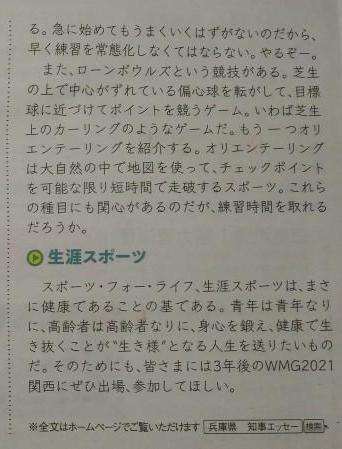 る。急に始めてもうまくいくはずがないのだから、
早く練習を常態化しなくてはならない。やるぞー。
また、ローンボウルズという競技がある。芝生
の上で中心がずれている偏心球を転がして、目標
球に近づけてポイントを競うゲーム。いわば芝生
上のカーリングのようなゲームだ。もう一つオリ
エンテーリングを紹介する。オリエンテーリング
は大自然の中で地図を使って、チェックポイント
を可能な限り短時間で走破するスポーツ。これら
の種目にも関心があるのだが、練習時間を取れる
だろうか。
生涯スポーツ
スポーツ・フォー・ライフ、生涯スポーツは、まさ
に健康であることの基である。青年は青年なり
に、高齢者は高齢者なりに、身心を鍛え、健康で生
き抜くことが“生き様”となる人生を送りたいもの
だ。そのためにも、皆さまには3年後のWMG2021
関西にぜひ出場、参加してほしい。
※全文はホームページでご覧いただけます 兵庫県 知事エッセー 検索